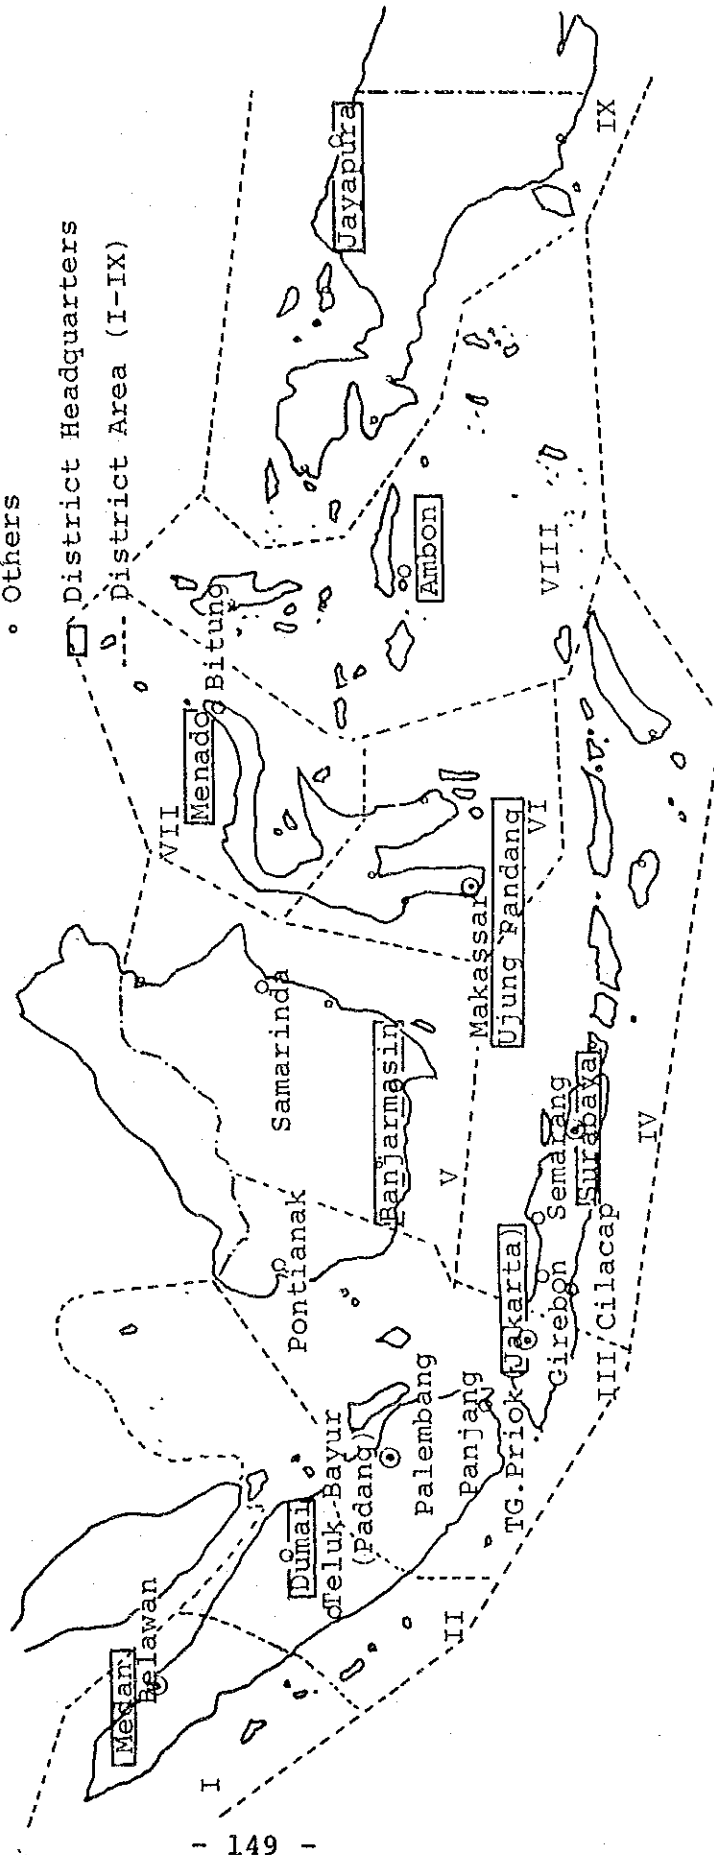 ° Others
District Headquarters
District Area (I-IX)
Medan
Belawan
I
Dumai
Teluk Bayur
(Padang)
II
Palembang
Panjang
TG.Priok (Jakarta)
III
Girebon
Cilacap
Semarang
Surabaya
IV
Pontianak
Samarinda
Banjarmasin
V
Makassar
Ujung Pandang
VI
VII
Menado
Bitung
Ambon
VIII
Jayapura
IX
- 149 -